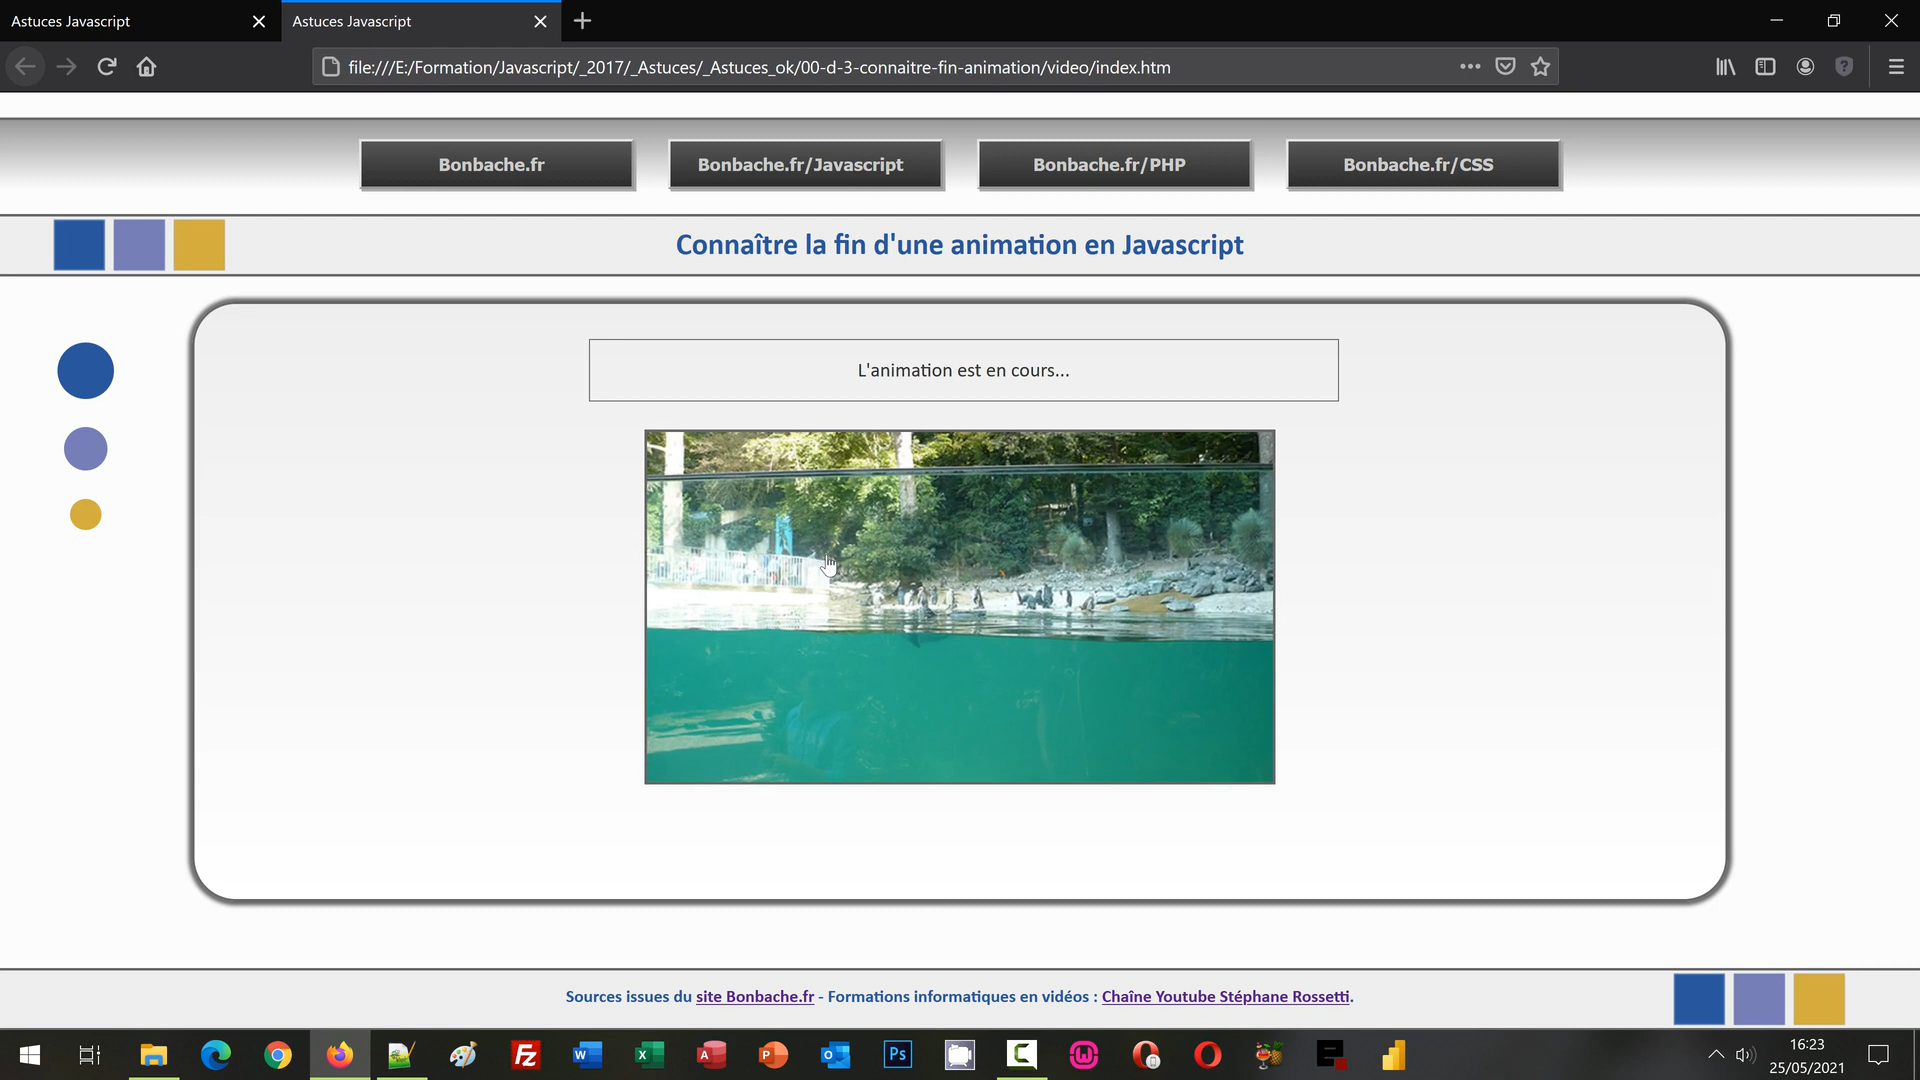 Astuces Javascript
Astuces Javascript
file:///E:/Formation/Javascript/_2017/_Astuces/_Astuces_ok/00-d-3-connaitre-fin-animation/video/index.htm
Bonbache.fr
Bonbache.fr/Javascript
Bonbache.fr/PHP
Bonbache.fr/CSS
Connaître la fin d'une animation en Javascript
L'animation est en cours...
Sources issues du site Bonbache.fr - Formations informatiques en vidéos : Chaîne Youtube Stéphane Rossetti.
16:23
25/05/2021